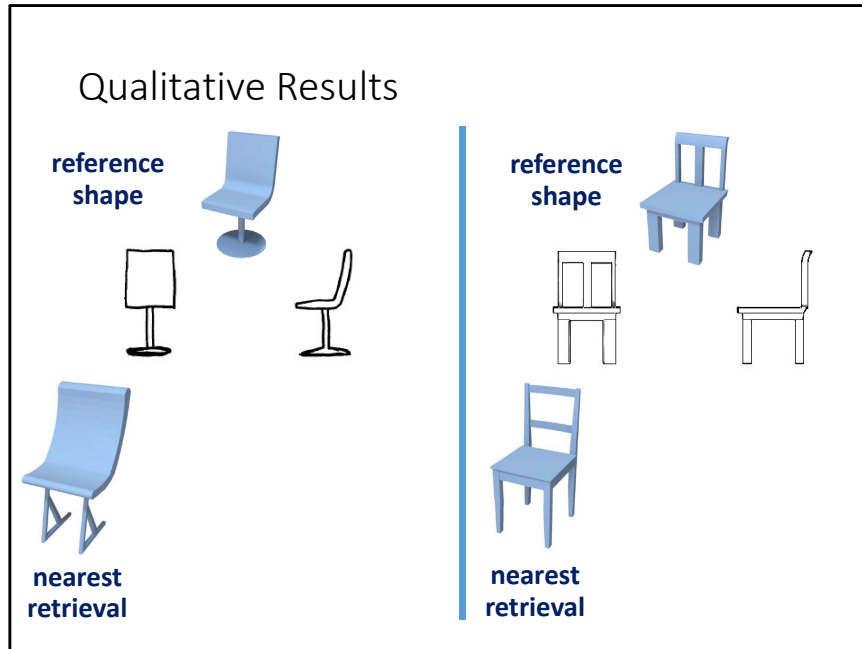 Qualitative Results
reference
shape
nearest
retrieval
reference
shape
nearest
retrieval